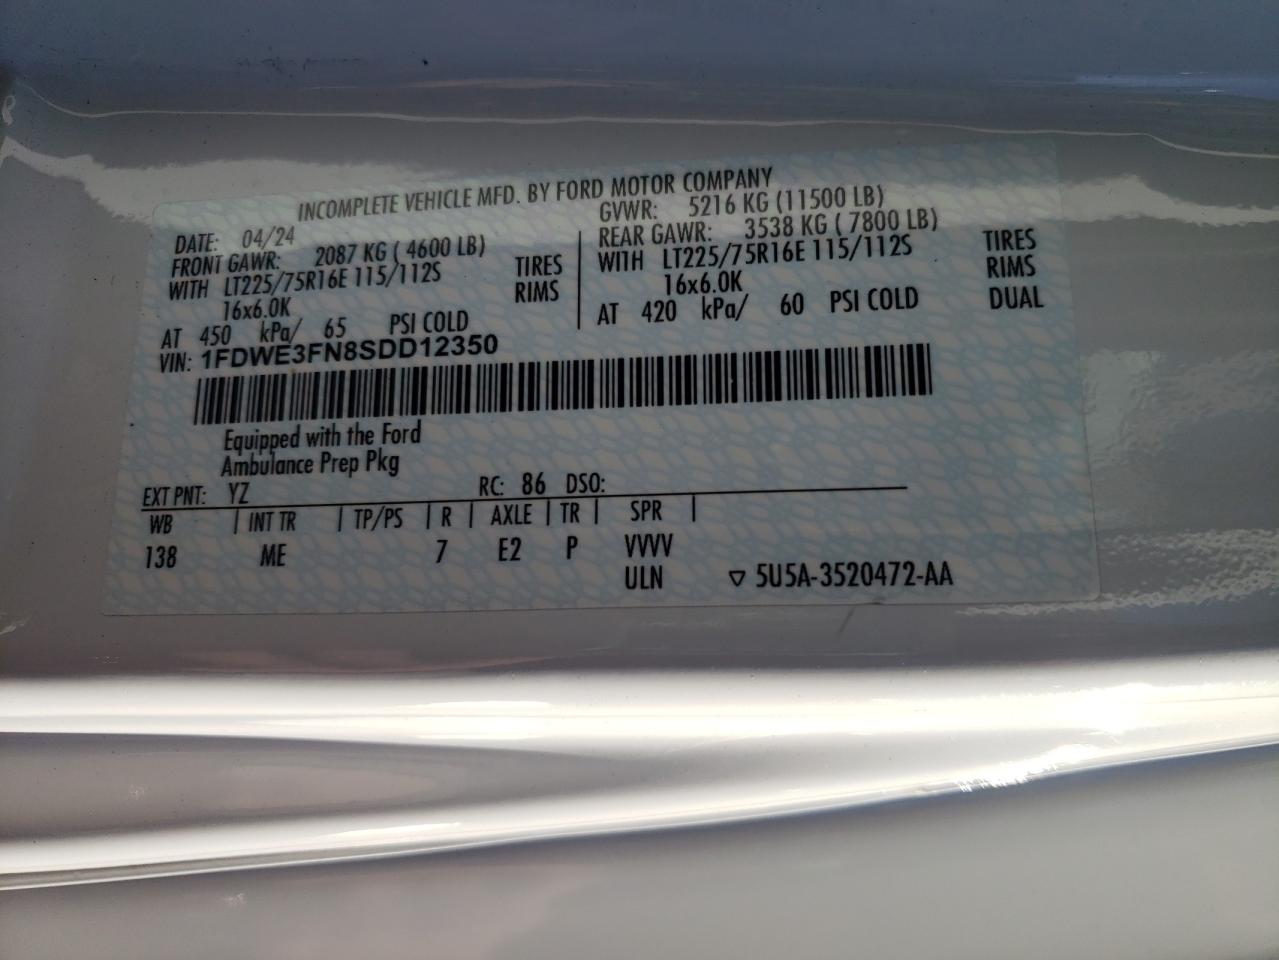 INCOMPLETE VEHICLE MFD. BY FORD MOTOR COMPANY
DATE: 04/24 GVWR: 5216 KG (11500 LB)
FRONT GAWR: 2087 KG ( 4600 LB) REAR GAWR: 3538 KG ( 7800 LB)
WITH LT225/75R16E 115/112S TIRES WITH LT225/75R16E 115/112S TIRES
16x6.0K RIMS 16x6.0K RIMS
AT 450 kPa/ 65 PSI COLD AT 420 kPa/ 60 PSI COLD DUAL
VIN: 1FDWE3FN8SDD12350
Equipped with the Ford
Ambulance Prep Pkg
EXT PNT: YZ RC: 86 DSO:
WB | INT TR | TP/PS | R | AXLE | TR | SPR |
138 ME 7 E2 P VVVV
ULN ▽ 5U5A-3520472-AA